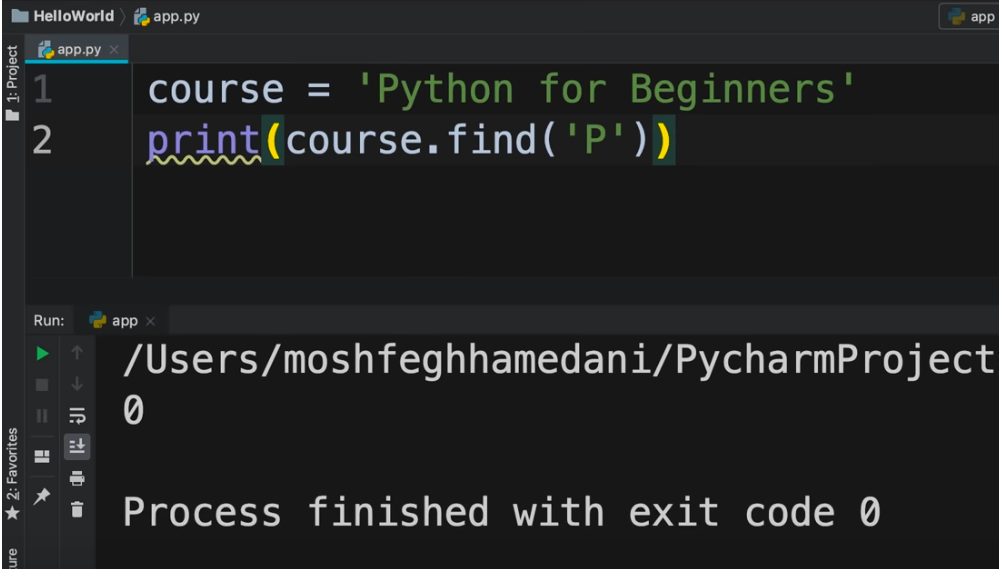 HelloWorld app.py app
app.py
1: Project
1 course = 'Python for Beginners'
2 print(course.find('P'))
Run: app
/Users/moshfeghhamedani/PycharmProject
0
Process finished with exit code 0
2: Favorites